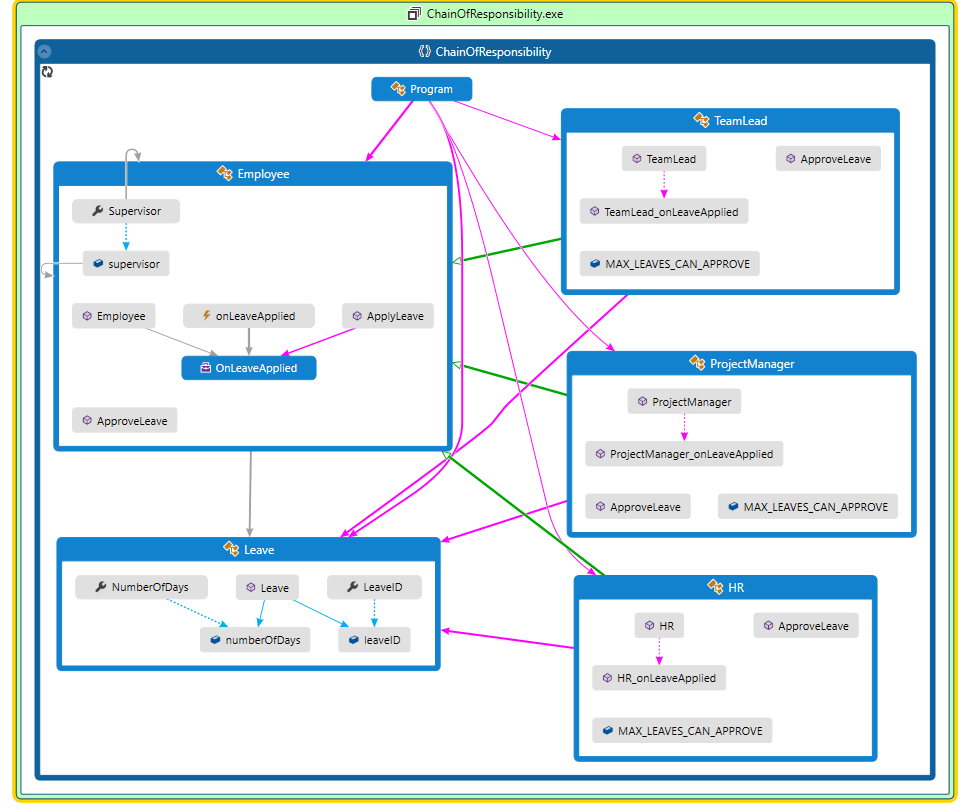 ChainOfResponsibility.exe
ChainOfResponsibility
Program
TeamLead
TeamLead
ApproveLeave
TeamLead_onLeaveApplied
MAX_LEAVES_CAN_APPROVE
Employee
Supervisor
supervisor
Employee
onLeaveApplied
ApplyLeave
OnLeaveApplied
ApproveLeave
ProjectManager
ProjectManager
ProjectManager_onLeaveApplied
ApproveLeave
MAX_LEAVES_CAN_APPROVE
Leave
NumberOfDays
Leave
LeaveID
numberOfDays
leaveID
HR
HR
ApproveLeave
HR_onLeaveApplied
MAX_LEAVES_CAN_APPROVE